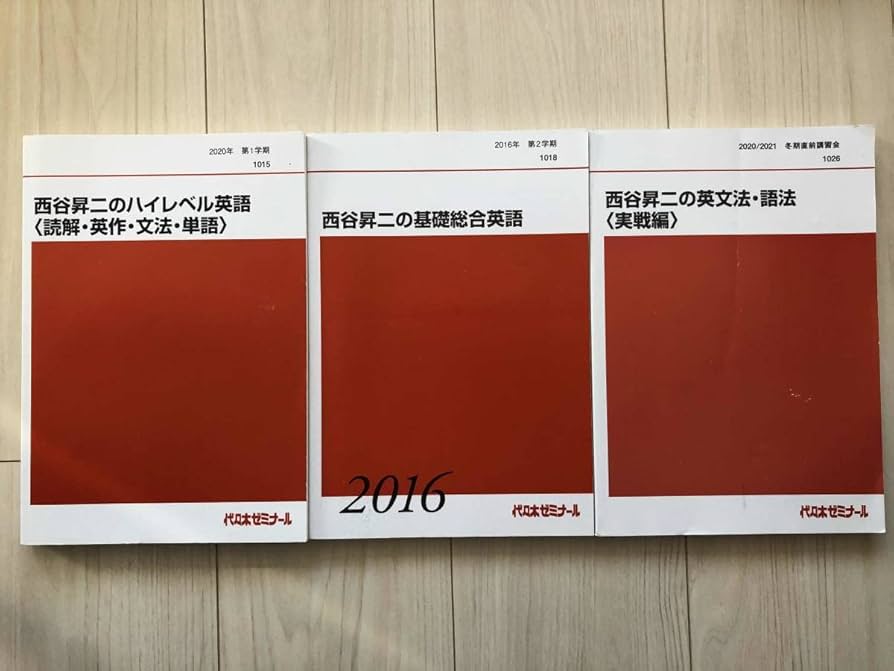 2020年 第1学期
1015
西谷昇二のハイレベル英語
〈読解・英作・文法・単語〉
代々木ゼミナール
2016年 第2学期
1018
西谷昇二の基礎総合英語
2016
代々木ゼミナール
2020/2021 冬期直前講習会
1026
西谷昇二の英文法・語法
〈実戦編〉
代々木ゼミナール